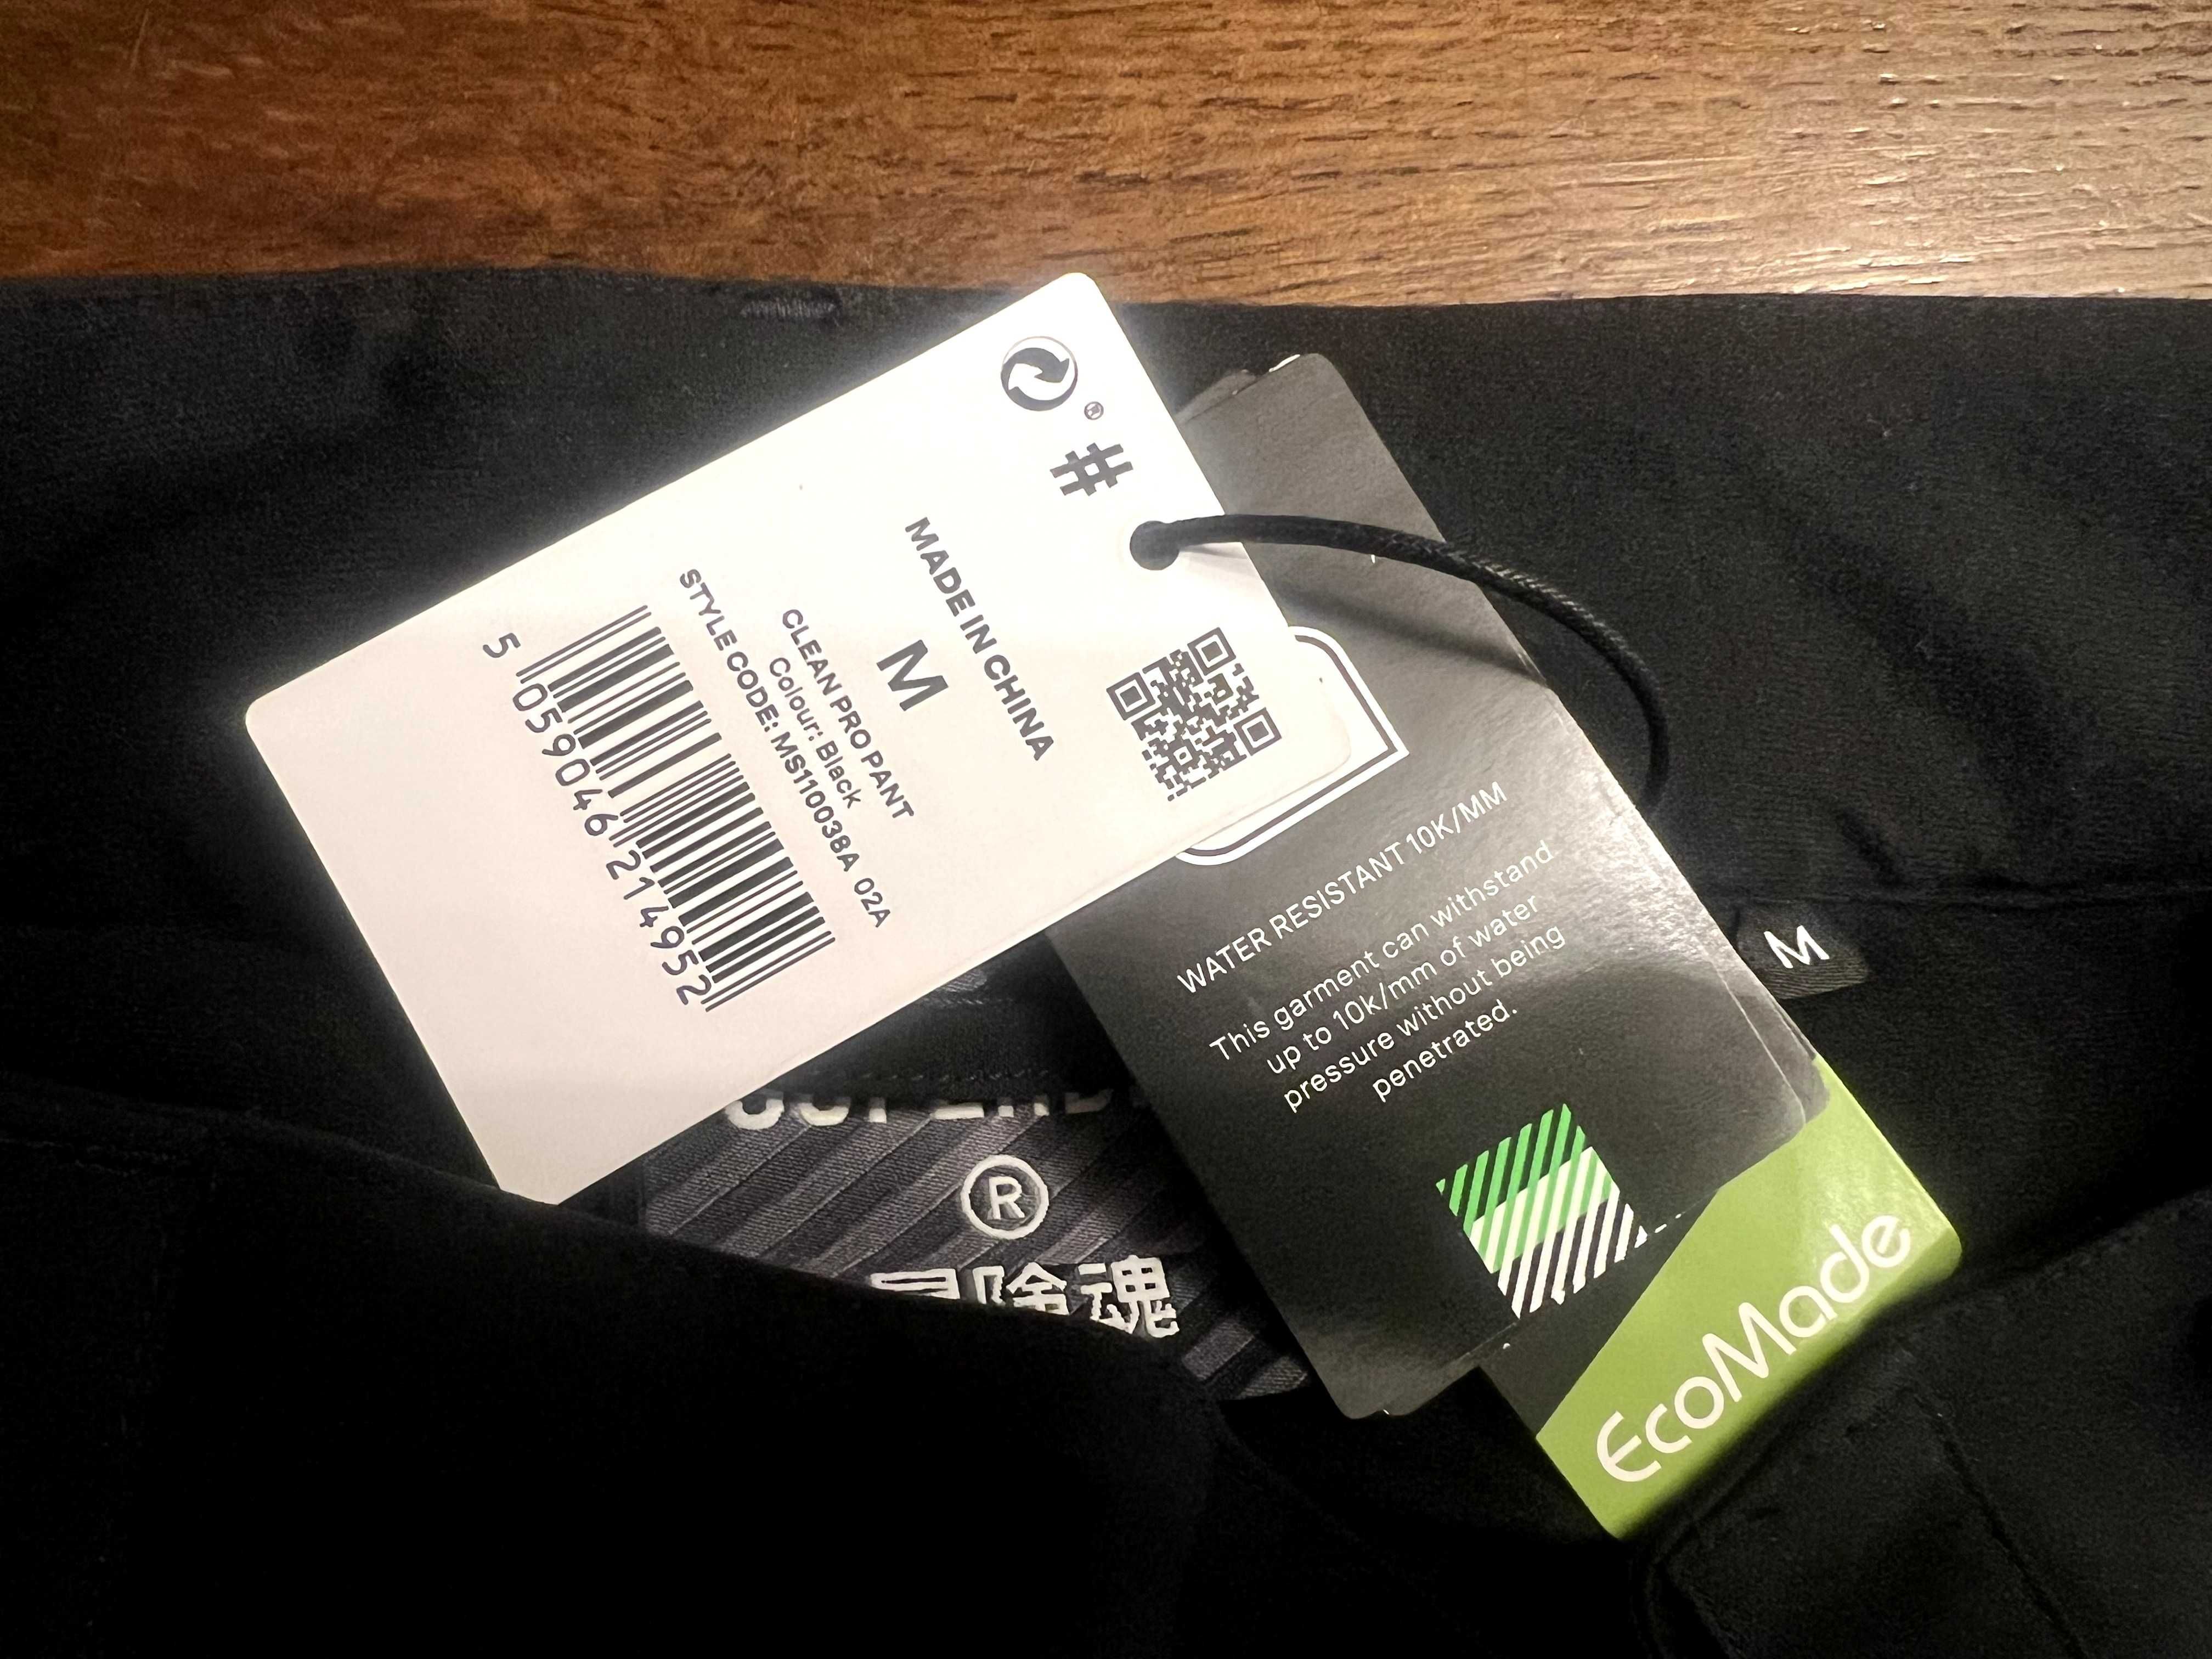 #
MADE IN CHINA
M
CLEAN PRO PANT
Colour: Black
STYLE CODE: MS110038A 02A
5 059046 214952
WATER RESISTANT 10K/MM
This garment can withstand
up to 10k/mm of water
pressure without being
penetrated.
M
EcoMade
®
冒険魂